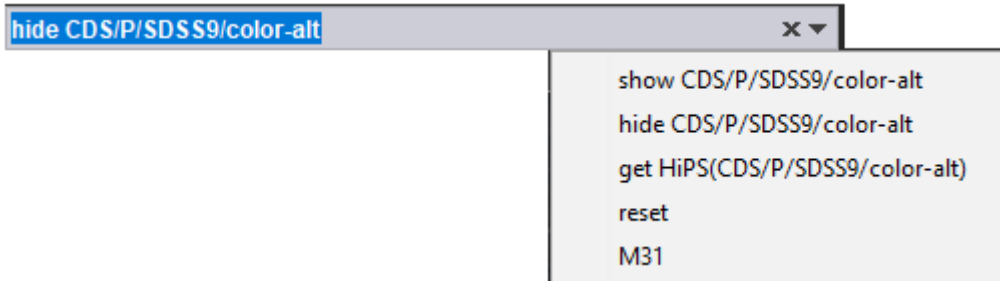 hide CDS/P/SDSS9/color-alt
show CDS/P/SDSS9/color-alt
hide CDS/P/SDSS9/color-alt
get HiPS(CDS/P/SDSS9/color-alt)
reset
M31